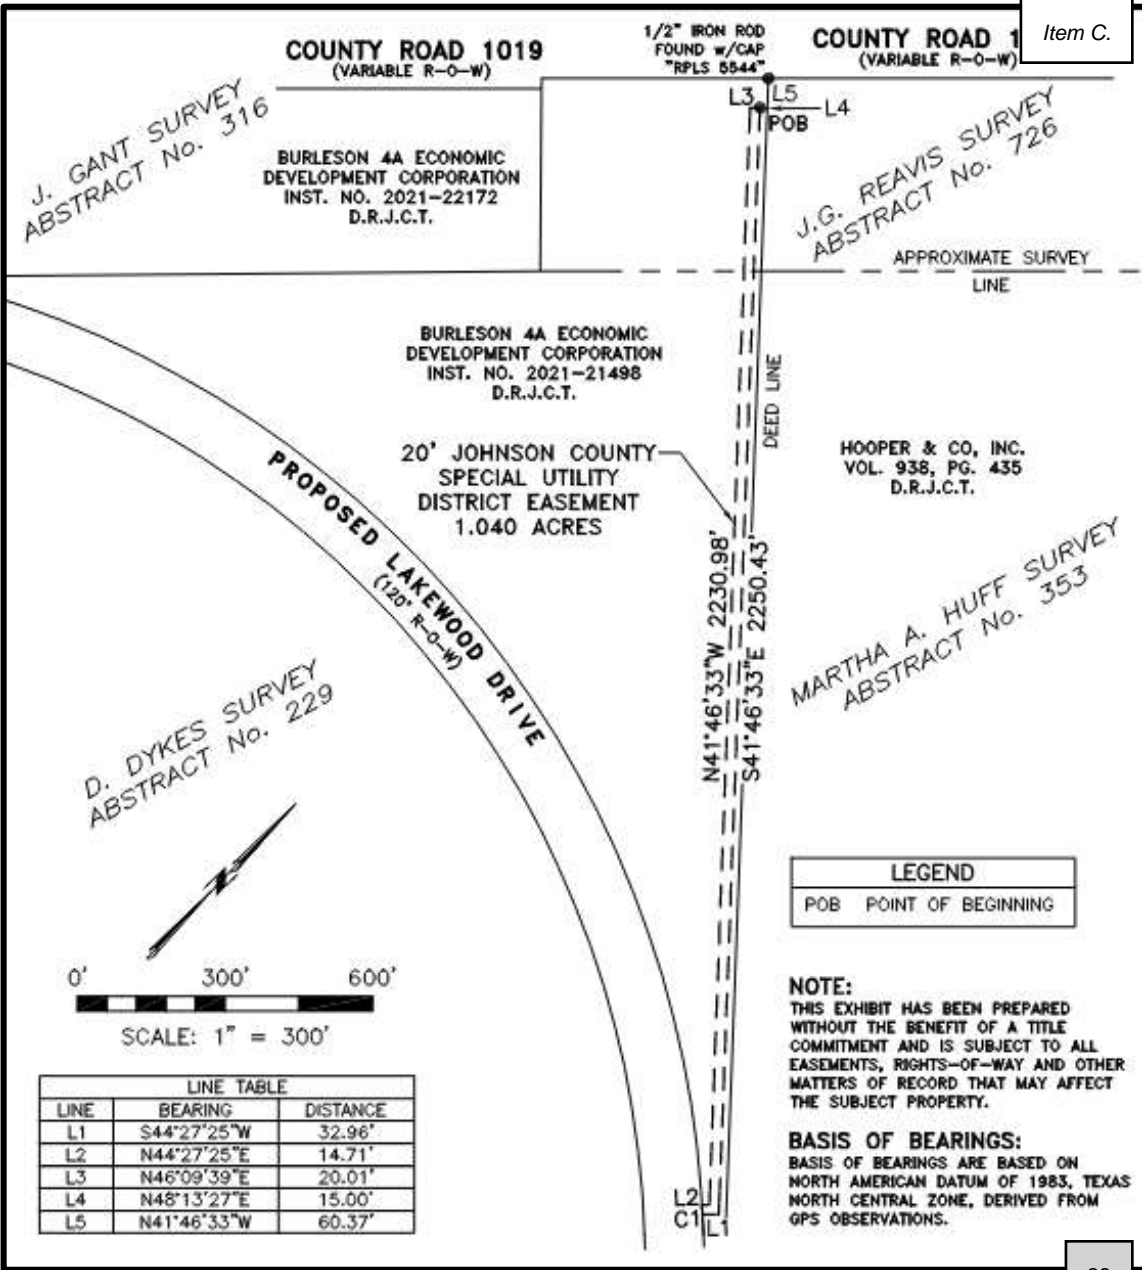 Item C.
COUNTY ROAD 1019
(VARIABLE R-O-W)
1/2" IRON ROD
FOUND w/CAP
"RPLS 5544"
COUNTY ROAD 1
(VARIABLE R-O-W)
L3
L5
L4
POB
J. GANT SURVEY
ABSTRACT No. 316
BURLESON 4A ECONOMIC
DEVELOPMENT CORPORATION
INST. NO. 2021-22172
D.R.J.C.T.
J.G. REAVIS SURVEY
ABSTRACT No. 726
APPROXIMATE SURVEY
LINE
BURLESON 4A ECONOMIC
DEVELOPMENT CORPORATION
INST. NO. 2021-21498
D.R.J.C.T.
DEED LINE
20' JOHNSON COUNTY
SPECIAL UTILITY
DISTRICT EASEMENT
1.040 ACRES
HOOPER & CO, INC.
VOL. 938, PG. 435
D.R.J.C.T.
PROPOSED LAKEWOOD DRIVE
(120' R-O-W)
N41°46'33"W 2230.98'
S41°46'33"E 2250.43'
MARTHA A. HUFF SURVEY
ABSTRACT No. 353
D. DYKES SURVEY
ABSTRACT No. 229
0' 300' 600'
SCALE: 1" = 300'
LEGEND
POB POINT OF BEGINNING
NOTE:
THIS EXHIBIT HAS BEEN PREPARED
WITHOUT THE BENEFIT OF A TITLE
COMMITMENT AND IS SUBJECT TO ALL
EASEMENTS, RIGHTS-OF-WAY AND OTHER
MATTERS OF RECORD THAT MAY AFFECT
THE SUBJECT PROPERTY.
BASIS OF BEARINGS:
BASIS OF BEARINGS ARE BASED ON
NORTH AMERICAN DATUM OF 1983, TEXAS
NORTH CENTRAL ZONE, DERIVED FROM
GPS OBSERVATIONS.
LINE TABLE
LINE BEARING DISTANCE
L1 S44°27'25"W 32.96'
L2 N44°27'25"E 14.71'
L3 N46°09'39"E 20.01'
L4 N48°13'27"E 15.00'
L5 N41°46'33"W 60.37'
L2
C1
L1